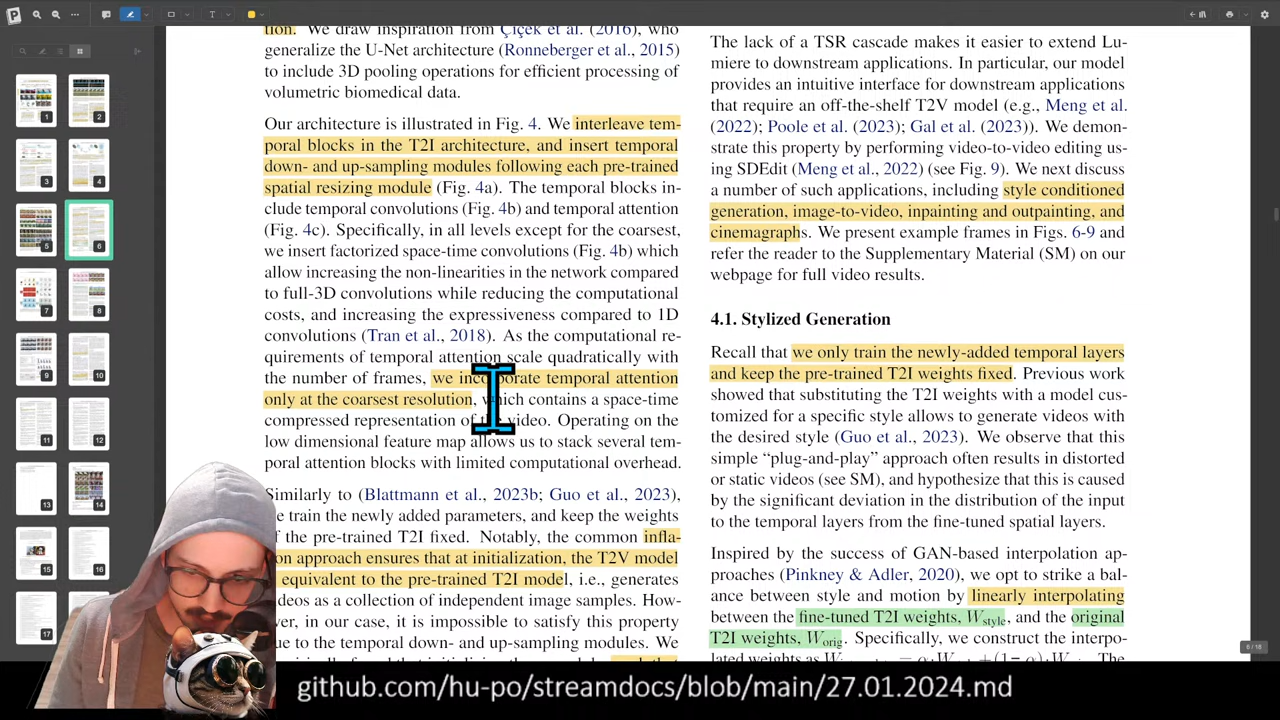 tion. We draw inspiration from Çiçek et al. (2016), who
generalize the U-Net architecture (Ronneberger et al., 2015)
to include 3D pooling operations for efficient processing of
volumetric biomedical data.
Our architecture is illustrated in Fig. 4. We interleave tem-
poral blocks in the T2I architecture, and insert temporal
down- and up-sampling modules following each pre-trained
spatial resizing module (Fig. 4a). The temporal blocks in-
clude temporal convolutions (Fig. 4b) and temporal attention
(Fig. 4c). Specifically, in all levels except for the coarsest,
we insert factorized space-time convolutions (Fig. 4b) which
allow increasing the non-linearities in the network compared
to full-3D convolutions while reducing the computational
costs, and increasing the expressiveness compared to 1D
convolutions (Tran et al., 2018). As the computational re-
quirements of temporal attention scale quadratically with
the number of frames, we temporal attention
only at the coarsest resolution, contains a space-time
Operating on the
low dimensional feature map allows us to stack several tem-
poral attention blocks with limited computational overhead.
Similarly to (Blattmann et al., 2023b; Guo et al., 2023),
we train the newly added parameters, and keep the weights
of the pre-trained T2I fixed. Notably, the common infla-
tion approach ensures that at initialization, the T2V model
equivalent to the pre-trained T2I model, i.e., generates
videos as a collection of independent image samples. How-
ever, in our case, it is impossible to satisfy this property
due to the temporal down- and up-sampling modules. We
The lack of a TSR cascade makes it easier to extend Lu-
miere to downstream applications. In particular, our model
provides an intuitive interface for downstream applications
that require an off-the-shelf T2V model (e.g., Meng et al.
(2022); Poole et al. (2023); Gal et al. (2023)). We demon-
strate this property by performing video-to-video editing us-
ing SDEdit (Meng et al., 2022) (see Fig. 9). We next discuss
a number of such applications, including style conditioned
generation, image-to-video, inpainting and outpainting, and
cinemagraphs. We present example frames in Figs. 6-9 and
refer the reader to the Supplementary Material (SM) on our
webpage for full video results.
4.1. Stylized Generation
Recall that we only train the newly-added temporal layers
and keep the pre-trained T2I weights fixed. Previous work
showed that substituting the T2I weights with a model cus-
tomized for a specific style allows to generate videos with
the desired style (Guo et al., 2023). We observe that this
simple “plug-and-play” approach often results in distorted
or static videos (see SM), and hypothesize that this is caused
by the significant deviation in the distribution of the input
to the temporal layers from the fine-tuned spatial layers.
Inspired by the success of GAN-based interpolation ap-
proaches (Pinkney & Adler, 2020), we opt to strike a bal-
ance between style and motion by linearly interpolating
between the fine-tuned T2I weights, Wstyle, and the original
T2I weights, Worig. Specifically, we construct the interpo-
1
2
3
4
5
6
7
8
9
10
11
12
13
14
15
16
17
6 / 18
github.com/hu-po/streamdocs/blob/main/27.01.2024.md